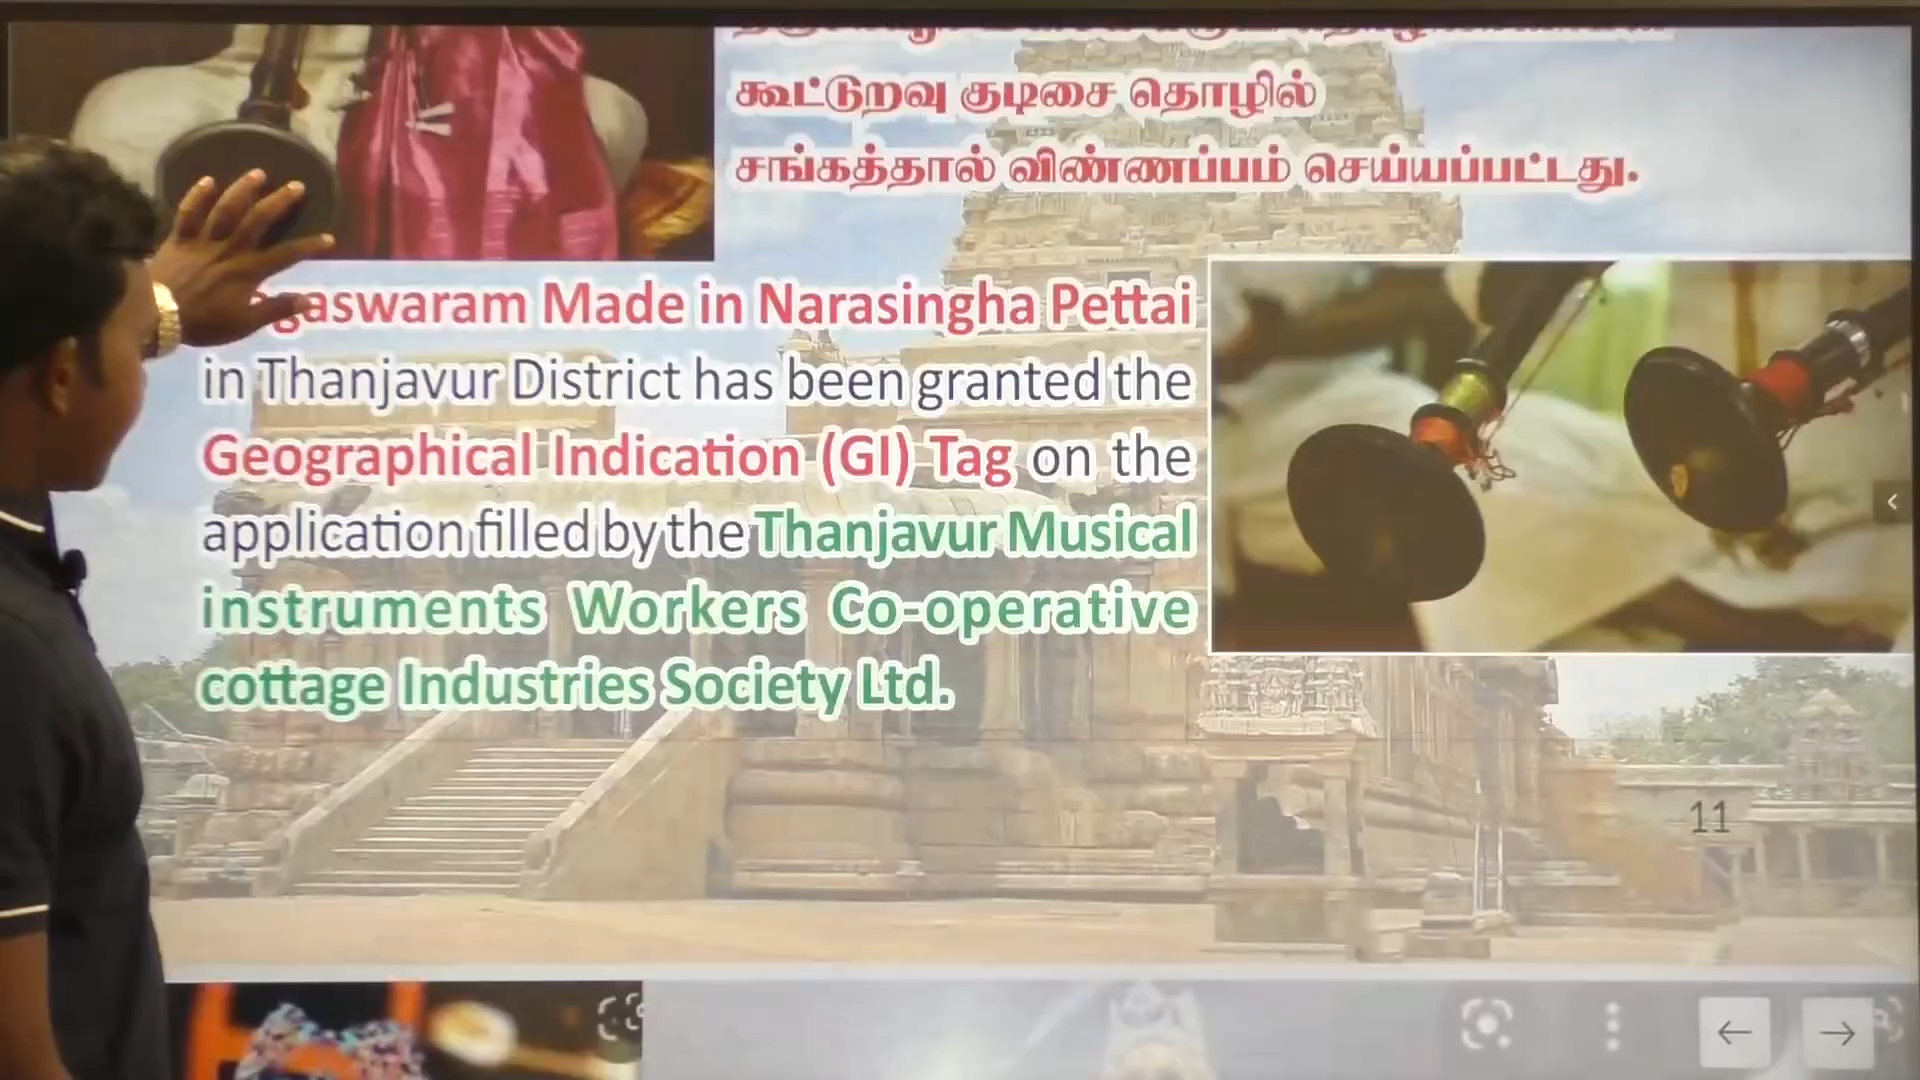 கூட்டுறவு குடிசை தொழில்
சங்கத்தால் விண்ணப்பம் செய்யப்பட்டது.
gaswaram Made in Narasingha Pettai
in Thanjavur District has been granted the
Geographical Indication (GI) Tag on the
application filled by the Thanjavur Musical
instruments Workers Co-operative
cottage Industries Society Ltd.
11